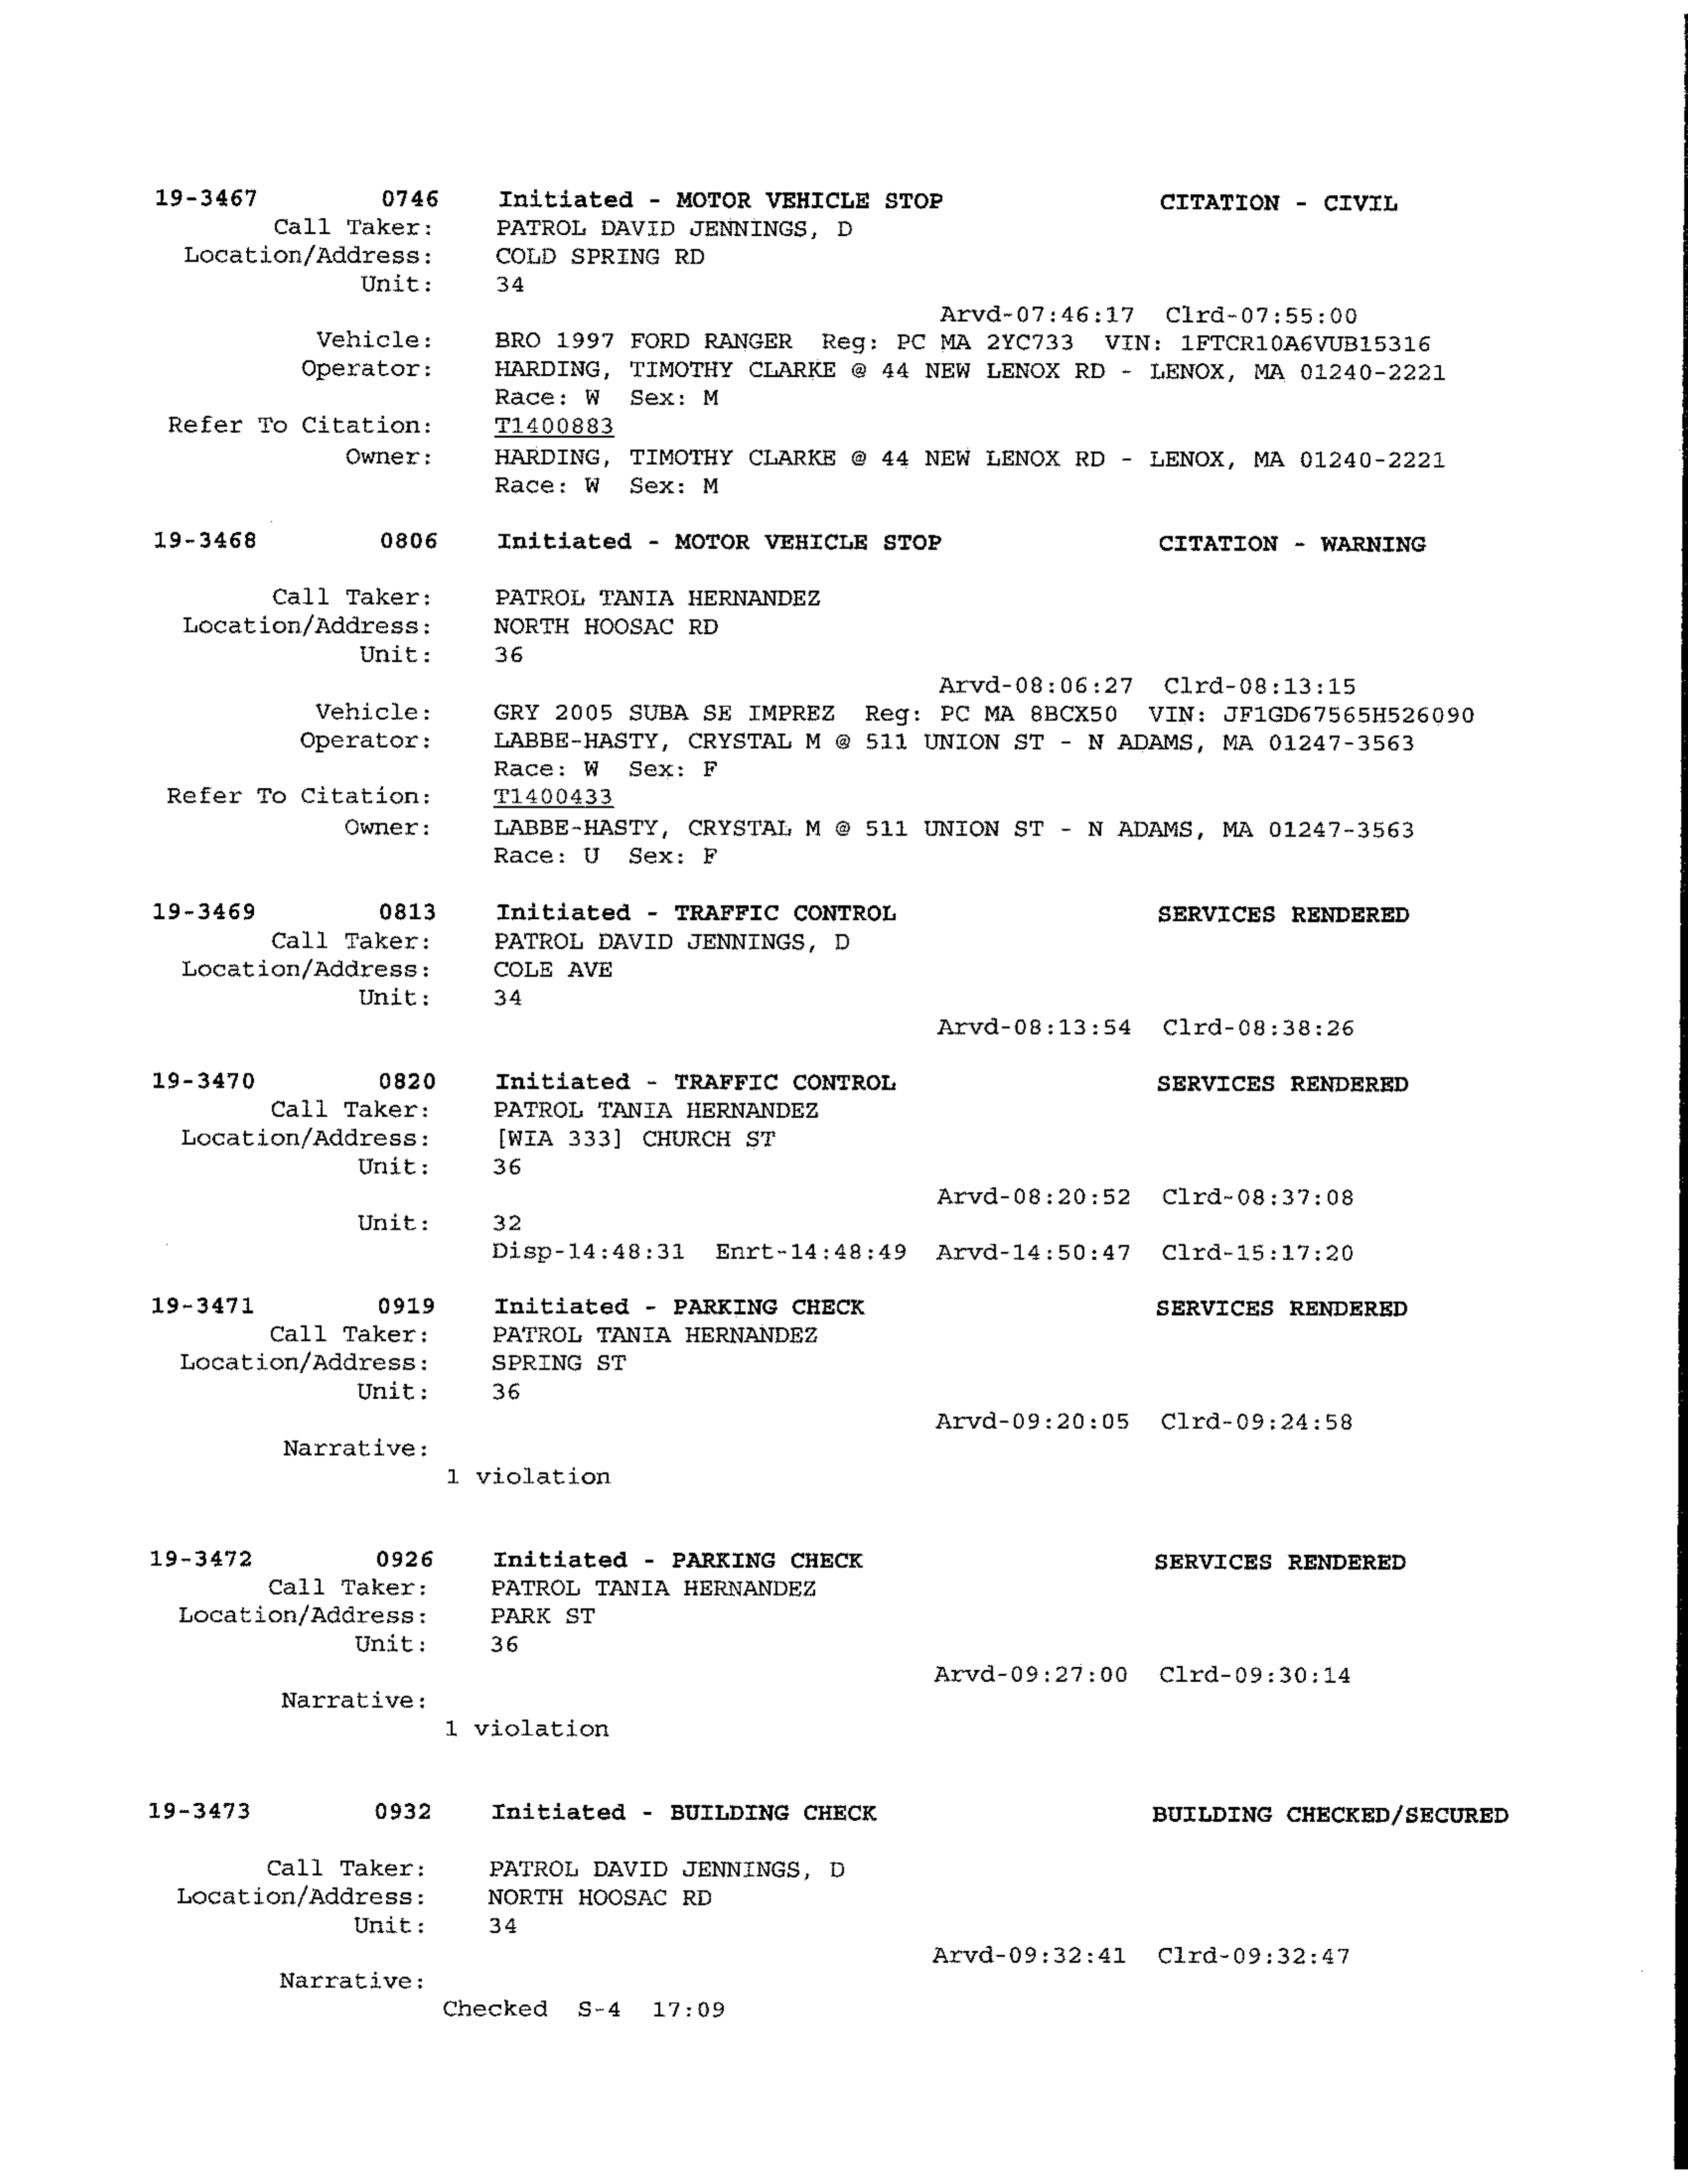 19-3467 0746 Initiated - MOTOR VEHICLE STOP CITATION - CIVIL
Call Taker: PATROL DAVID JENNINGS, D
Location/Address: COLD SPRING RD
Unit: 34
Arvd-07:46:17 Clrd-07:55:00
Vehicle: BRO 1997 FORD RANGER Reg: PC MA 2YC733 VIN: 1FTCR10A6VUB15316
Operator: HARDING, TIMOTHY CLARKE @ 44 NEW LENOX RD - LENOX, MA 01240-2221
Race: W Sex: M
Refer To Citation: T1400883
Owner: HARDING, TIMOTHY CLARKE @ 44 NEW LENOX RD - LENOX, MA 01240-2221
Race: W Sex: M
19-3468 0806 Initiated - MOTOR VEHICLE STOP CITATION - WARNING
Call Taker: PATROL TANIA HERNANDEZ
Location/Address: NORTH HOOSAC RD
Unit: 36
Arvd-08:06:27 Clrd-08:13:15
Vehicle: GRY 2005 SUBA SE IMPREZ Reg: PC MA 8BCX50 VIN: JF1GD67565H526090
Operator: LABBE-HASTY, CRYSTAL M @ 511 UNION ST - N ADAMS, MA 01247-3563
Race: W Sex: F
Refer To Citation: T1400433
Owner: LABBE-HASTY, CRYSTAL M @ 511 UNION ST - N ADAMS, MA 01247-3563
Race: U Sex: F
19-3469 0813 Initiated - TRAFFIC CONTROL SERVICES RENDERED
Call Taker: PATROL DAVID JENNINGS, D
Location/Address: COLE AVE
Unit: 34
Arvd-08:13:54 Clrd-08:38:26
19-3470 0820 Initiated - TRAFFIC CONTROL SERVICES RENDERED
Call Taker: PATROL TANIA HERNANDEZ
Location/Address: [WIA 333] CHURCH ST
Unit: 36
Arvd-08:20:52 Clrd-08:37:08
Unit: 32
Disp-14:48:31 Enrt-14:48:49 Arvd-14:50:47 Clrd-15:17:20
19-3471 0919 Initiated - PARKING CHECK SERVICES RENDERED
Call Taker: PATROL TANIA HERNANDEZ
Location/Address: SPRING ST
Unit: 36
Arvd-09:20:05 Clrd-09:24:58
Narrative:
1 violation
19-3472 0926 Initiated - PARKING CHECK SERVICES RENDERED
Call Taker: PATROL TANIA HERNANDEZ
Location/Address: PARK ST
Unit: 36
Arvd-09:27:00 Clrd-09:30:14
Narrative:
1 violation
19-3473 0932 Initiated - BUILDING CHECK BUILDING CHECKED/SECURED
Call Taker: PATROL DAVID JENNINGS, D
Location/Address: NORTH HOOSAC RD
Unit: 34
Arvd-09:32:41 Clrd-09:32:47
Narrative:
Checked S-4 17:09